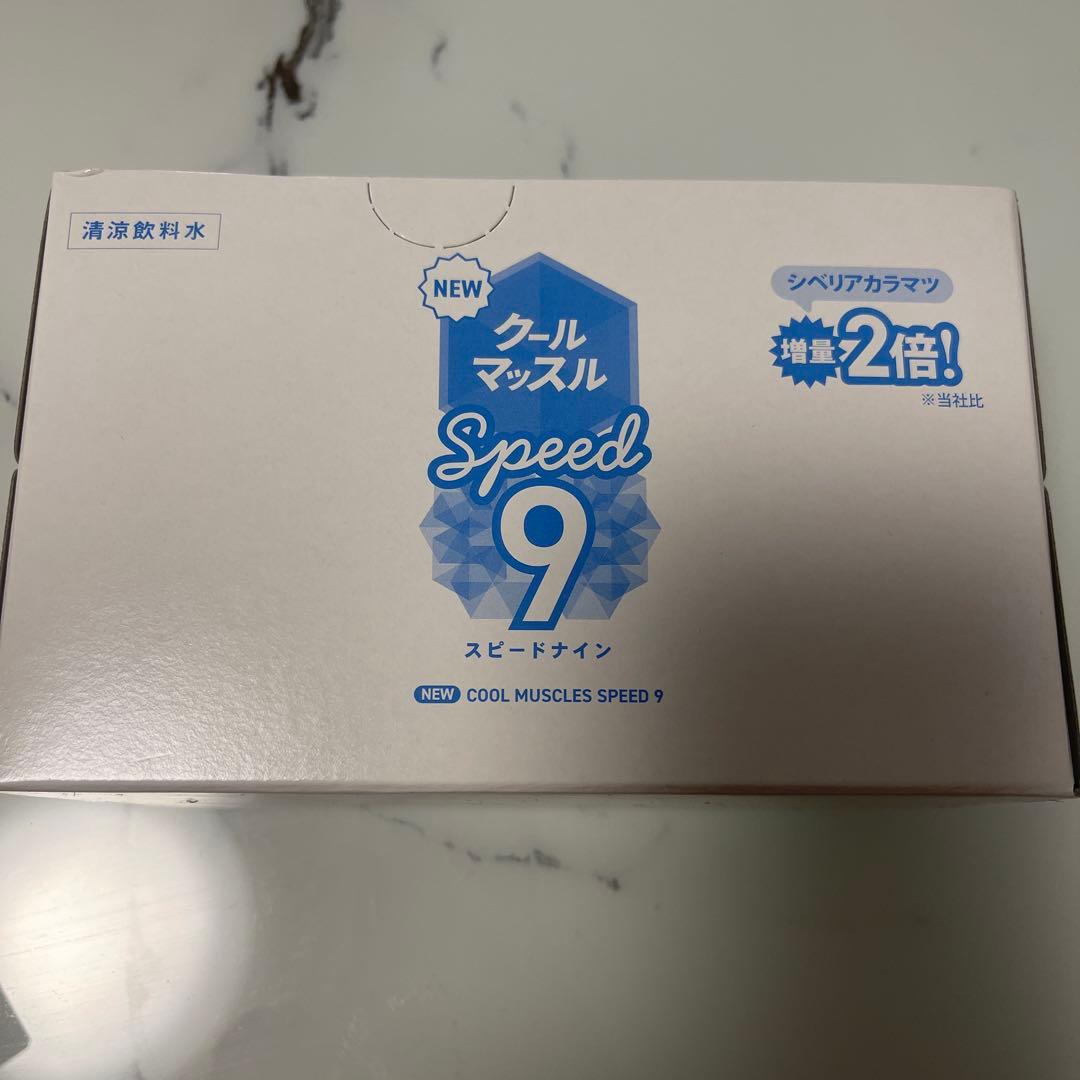 清涼飲料水
NEW
クール
マッスル
Speed
9
スピードナイン
NEW COOL MUSCLES SPEED 9
シベリアカラマツ
増量2倍!
※当社比